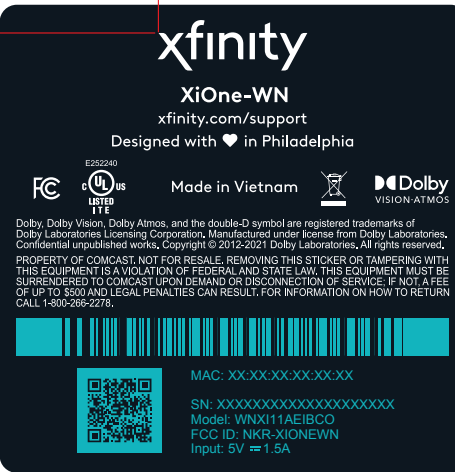 xfinity
XiOne-WN
xfinity.com/support
Designed with ♥ in Philadelphia
E252240
FC
C UL US
LISTED
I T E
Made in Vietnam
Dolby
VISION·ATMOS
Dolby, Dolby Vision, Dolby Atmos, and the double-D symbol are registered trademarks of
Dolby Laboratories Licensing Corporation. Manufactured under license from Dolby Laboratories.
Confidential unpublished works. Copyright © 2012-2021 Dolby Laboratories. All rights reserved.
PROPERTY OF COMCAST. NOT FOR RESALE. REMOVING THIS STICKER OR TAMPERING WITH
THIS EQUIPMENT IS A VIOLATION OF FEDERAL AND STATE LAW. THIS EQUIPMENT MUST BE
SURRENDERED TO COMCAST UPON DEMAND OR DISCONNECTION OF SERVICE; IF NOT, A FEE
OF UP TO $500 AND LEGAL PENALTIES CAN RESULT. FOR INFORMATION ON HOW TO RETURN
CALL 1-800-266-2278.
MAC: XX:XX:XX:XX:XX:XX
SN: XXXXXXXXXXXXXXXXXXX
Model: WNXI11AEIBCO
FCC ID: NKR-XIONEWN
Input: 5V ⎓ 1.5A